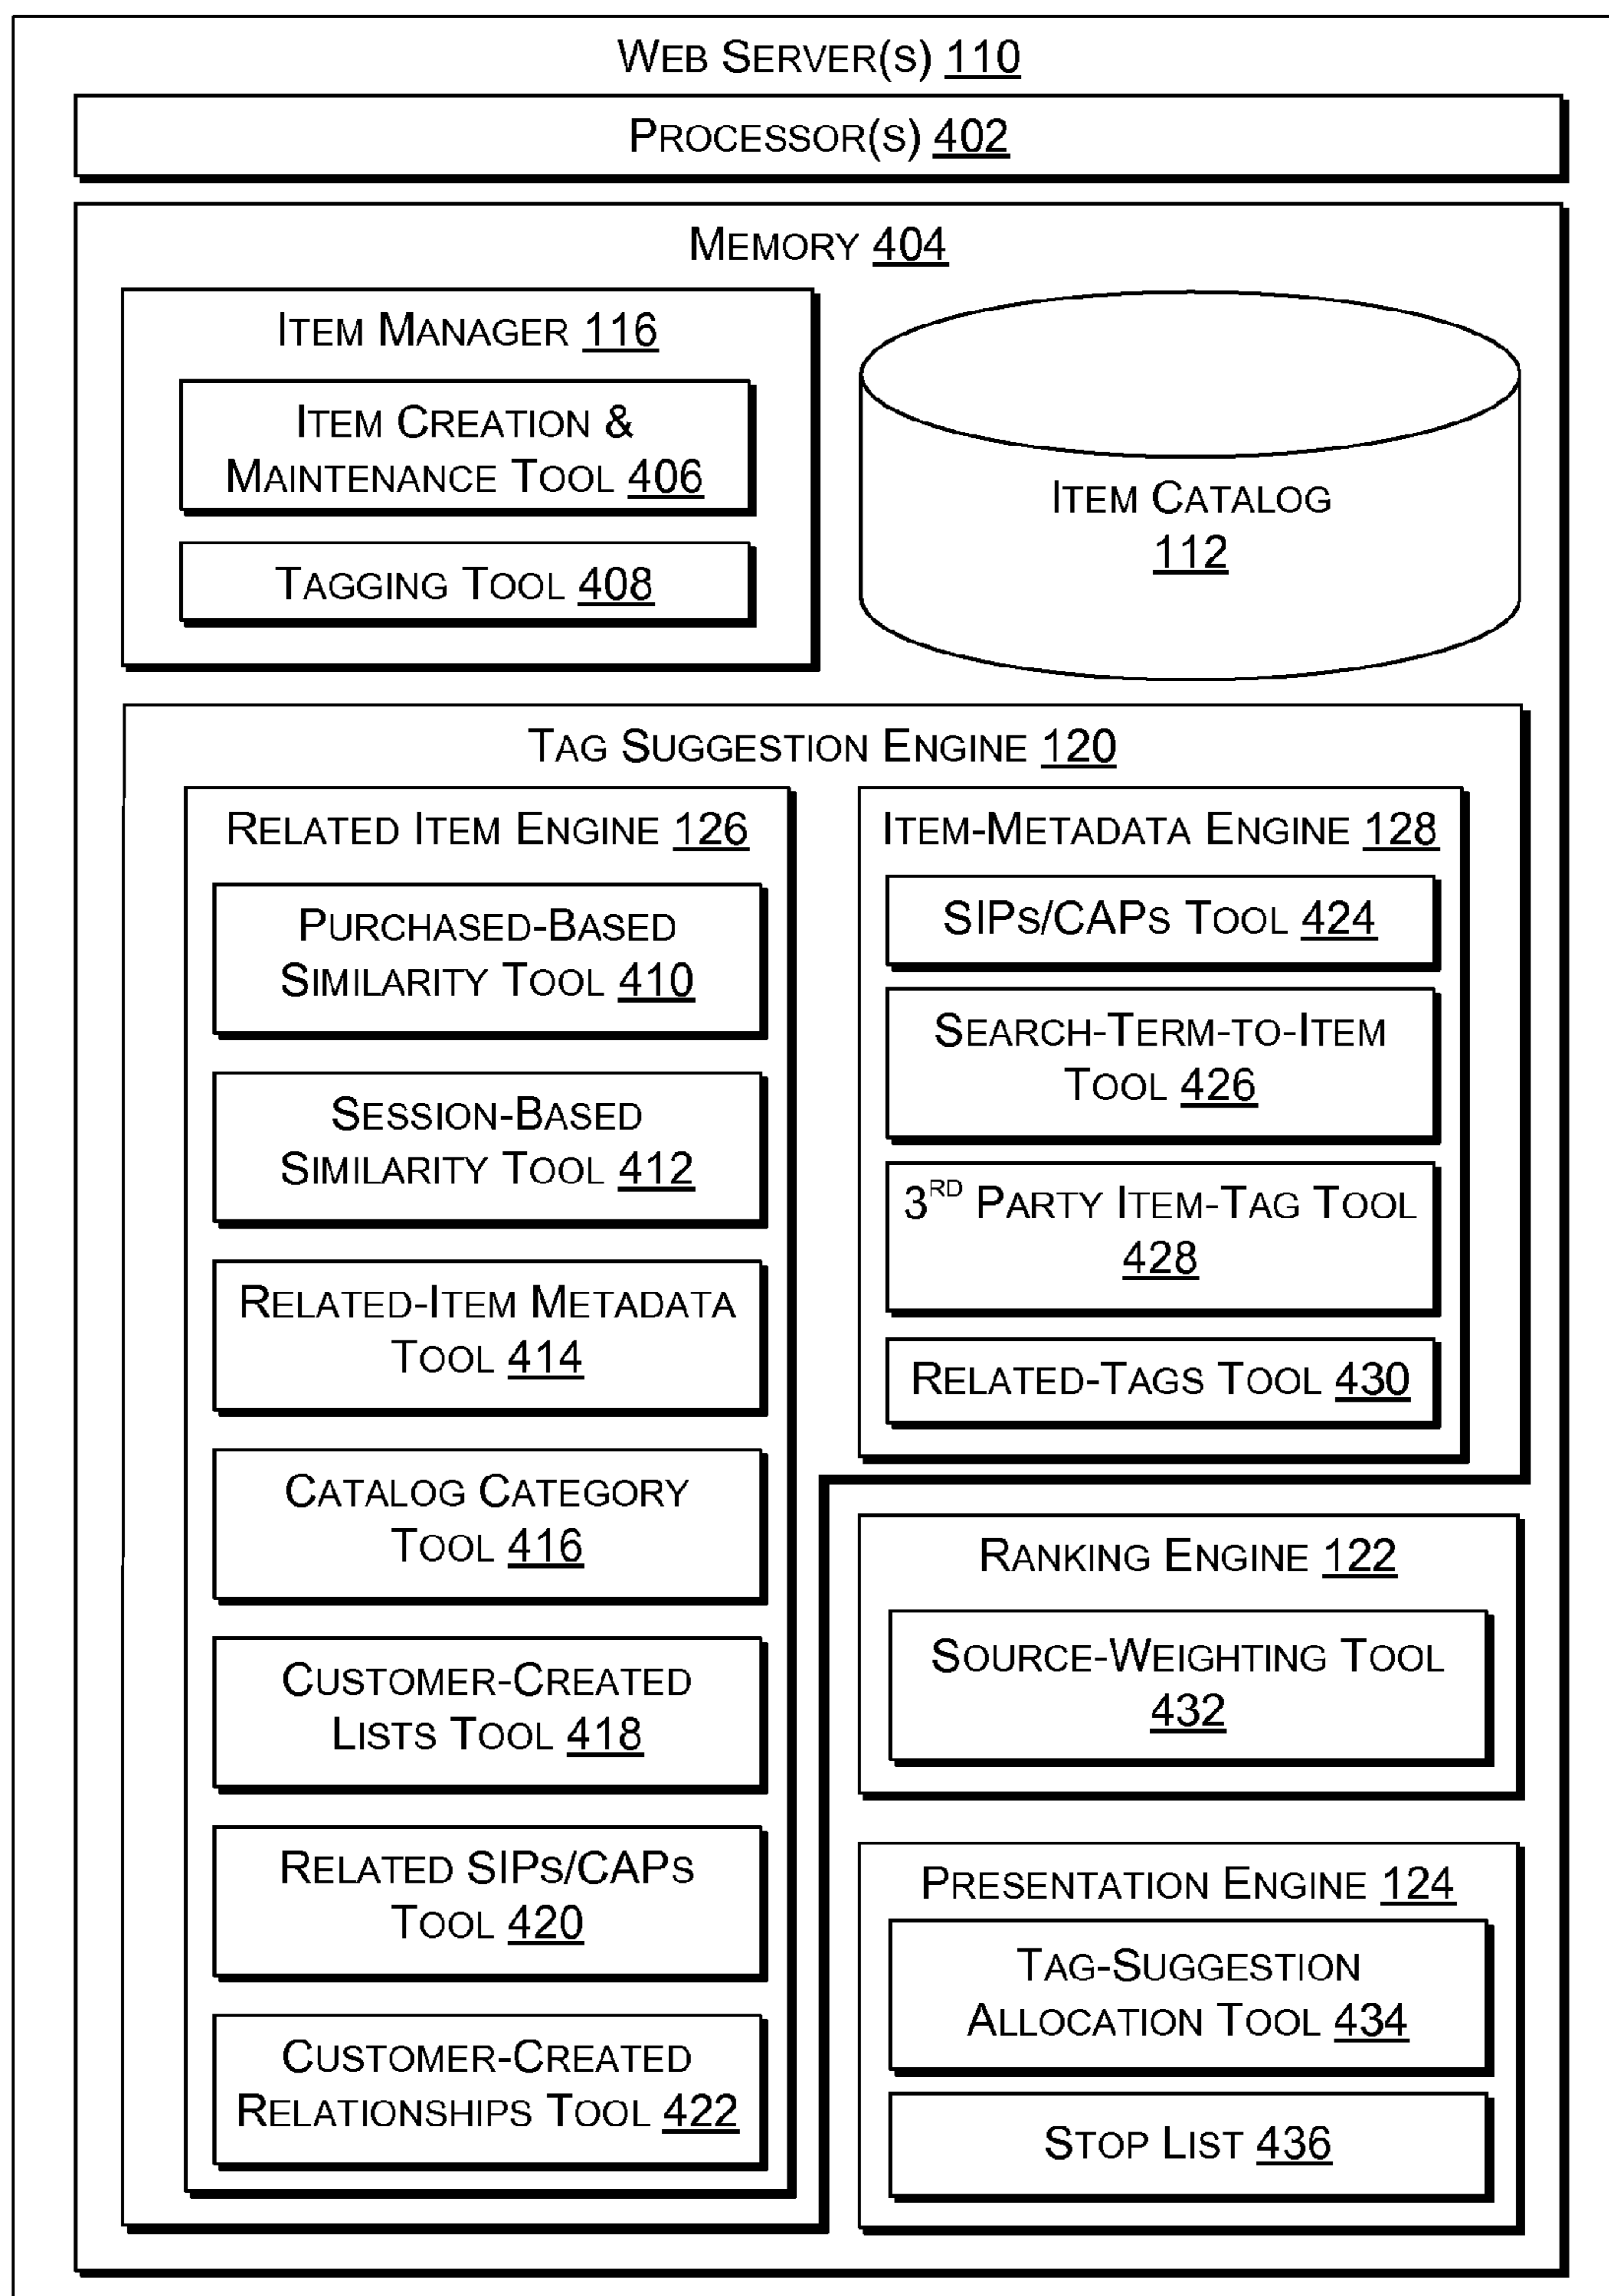 WEB SERVER(S) 110
PROCESSOR(S) 402
MEMORY 404
ITEM MANAGER 116
ITEM CREATION &
MAINTENANCE TOOL 406
TAGGING TOOL 408
ITEM CATALOG
112
TAG SUGGESTION ENGINE 120
RELATED ITEM ENGINE 126
PURCHASED-BASED
SIMILARITY TOOL 410
SESSION-BASED
SIMILARITY TOOL 412
RELATED-ITEM METADATA
TOOL 414
CATALOG CATEGORY
TOOL 416
CUSTOMER-CREATED
LISTS TOOL 418
RELATED SIPS/CAPS
TOOL 420
CUSTOMER-CREATED
RELATIONSHIPS TOOL 422
ITEM-METADATA ENGINE 128
SIPS/CAPS TOOL 424
SEARCH-TERM-TO-ITEM
TOOL 426
3RD PARTY ITEM-TAG TOOL
428
RELATED-TAGS TOOL 430
RANKING ENGINE 122
SOURCE-WEIGHTING TOOL
432
PRESENTATION ENGINE 124
TAG-SUGGESTION
ALLOCATION TOOL 434
STOP LIST 436